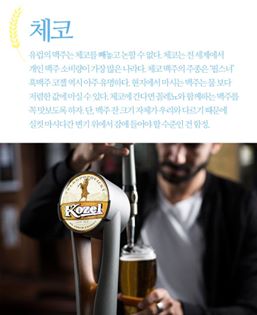 체코
유럽의 맥주는 체코를 빼놓고 논할 수 없다. 체코는 전 세계에서
개인 맥주 소비량이 가장 많은 나라다. 체코 맥주의 주종은 '필스너'
흑맥주 코젤 역시 아주 유명하다. 현지에서 마시는 맥주는 물 보다
저렴한 값에 마실 수 있다. 체코에 간다면 꼴레뇨와 함께하는 맥주를
꼭 맛보도록 하자. 단, 맥주 잔 크기 자체가 우리와 다르기 때문에
실컷 마시다간 변기 위에서 잠에 들어야 할 수준인 건 함정.
Kozel